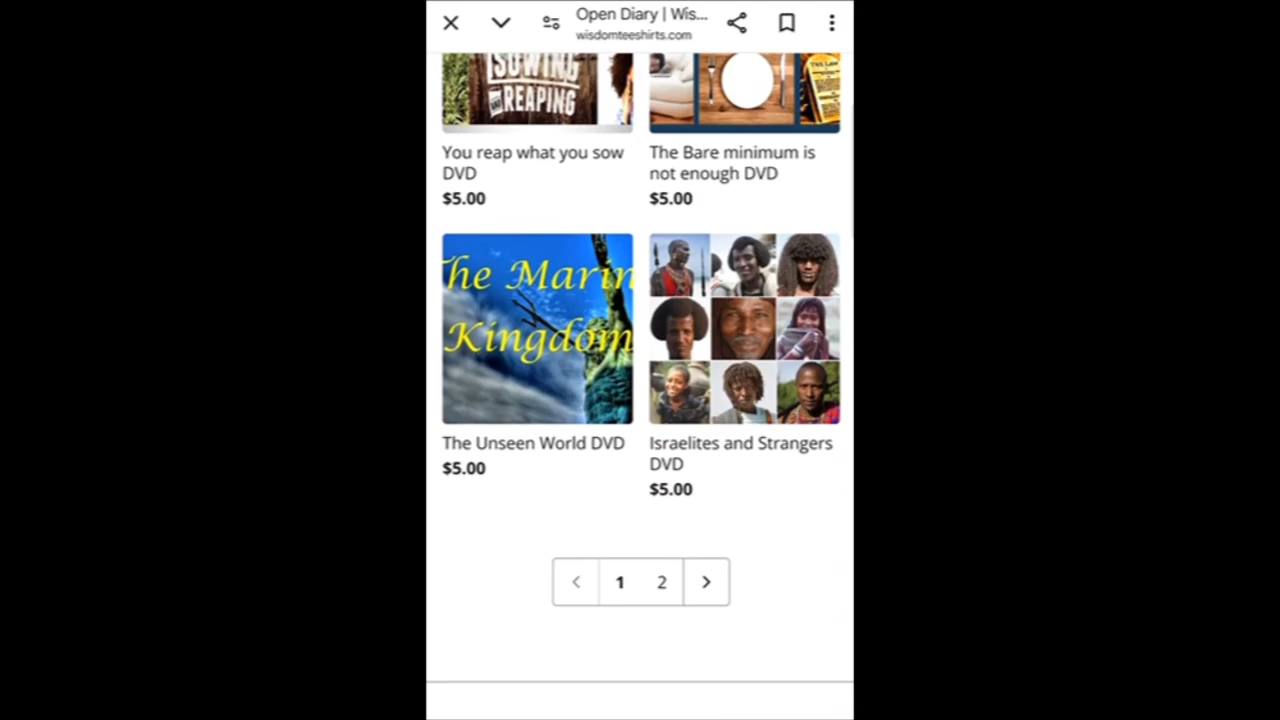 Open Diary | Wis...
wisdomteeshirts.com
SOWING
AND
REAPING
You reap what you sow
DVD
$5.00
The Bare minimum is
not enough DVD
$5.00
The Marin
Kingdom
The Unseen World DVD
$5.00
Israelites and Strangers
DVD
$5.00
1
2